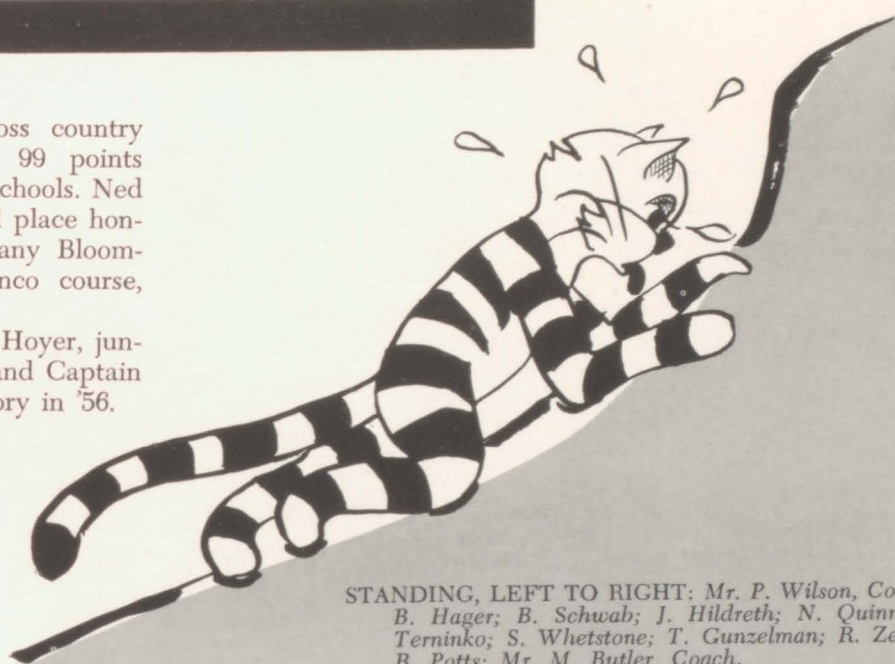 oss country
99 points
chools. Ned
place hon-
any Bloom-
nco course,
Hoyer, jun-
nd Captain
ory in '56.
STANDING, LEFT TO RIGHT: Mr. P. Wilson, Co
B. Hager; B. Schwab; J. Hildreth; N. Quinn
Terninko; S. Whetstone; T. Gunzelman; R. Ze
B. Potts; Mr. M. Butler, Coach.